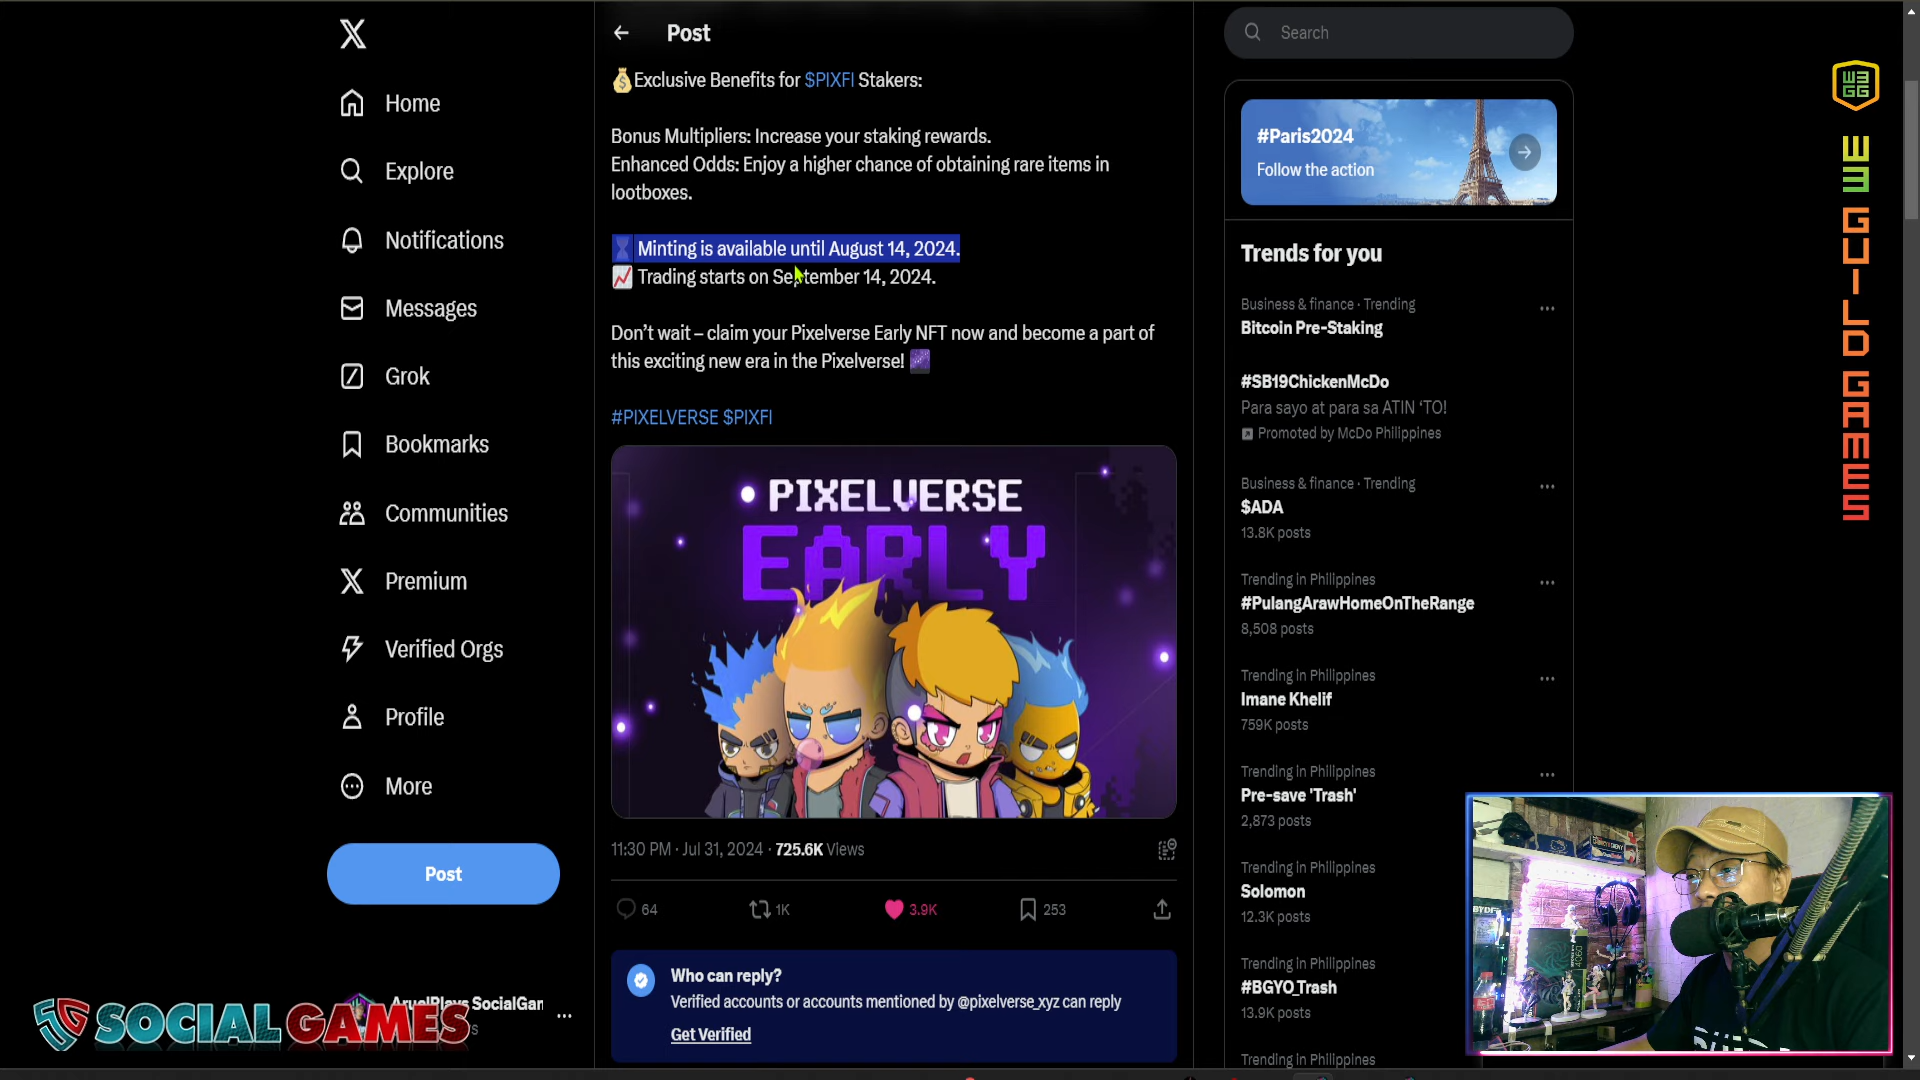 Home
Explore
Notifications
Messages
Grok
Bookmarks
Communities
Premium
Verified Orgs
Profile
More
Post
SOCIALGAMES
ArvelPlays SocialGam
Post
💰Exclusive Benefits for $PIXFI Stakers:
Bonus Multipliers: Increase your staking rewards.
Enhanced Odds: Enjoy a higher chance of obtaining rare items in
lootboxes.
⏳ Minting is available until August 14, 2024.
📈 Trading starts on September 14, 2024.
Don't wait – claim your Pixelverse Early NFT now and become a part of
this exciting new era in the Pixelverse! 🌌
#PIXELVERSE $PIXFI
PIXELVERSE
EARLY
11:30 PM · Jul 31, 2024 · 725.6K Views
64 1K 3.9K 253
Who can reply?
Verified accounts or accounts mentioned by @pixelverse_xyz can reply
Get Verified
Search
#Paris2024
Follow the action
Trends for you
Business & finance · Trending
Bitcoin Pre-Staking
#SB19ChickenMcDo
Para sayo at para sa ATIN 'TO!
Promoted by McDo Philippines
Business & finance · Trending
$ADA
13.8K posts
Trending in Philippines
#PulangArawHomeOnTheRange
8,508 posts
Trending in Philippines
Imane Khelif
759K posts
Trending in Philippines
Pre-save 'Trash'
2,873 posts
Trending in Philippines
Solomon
12.3K posts
Trending in Philippines
#BGYO_Trash
13.9K posts
Trending in Philippines
W3GG
W3 GUILD GAMES